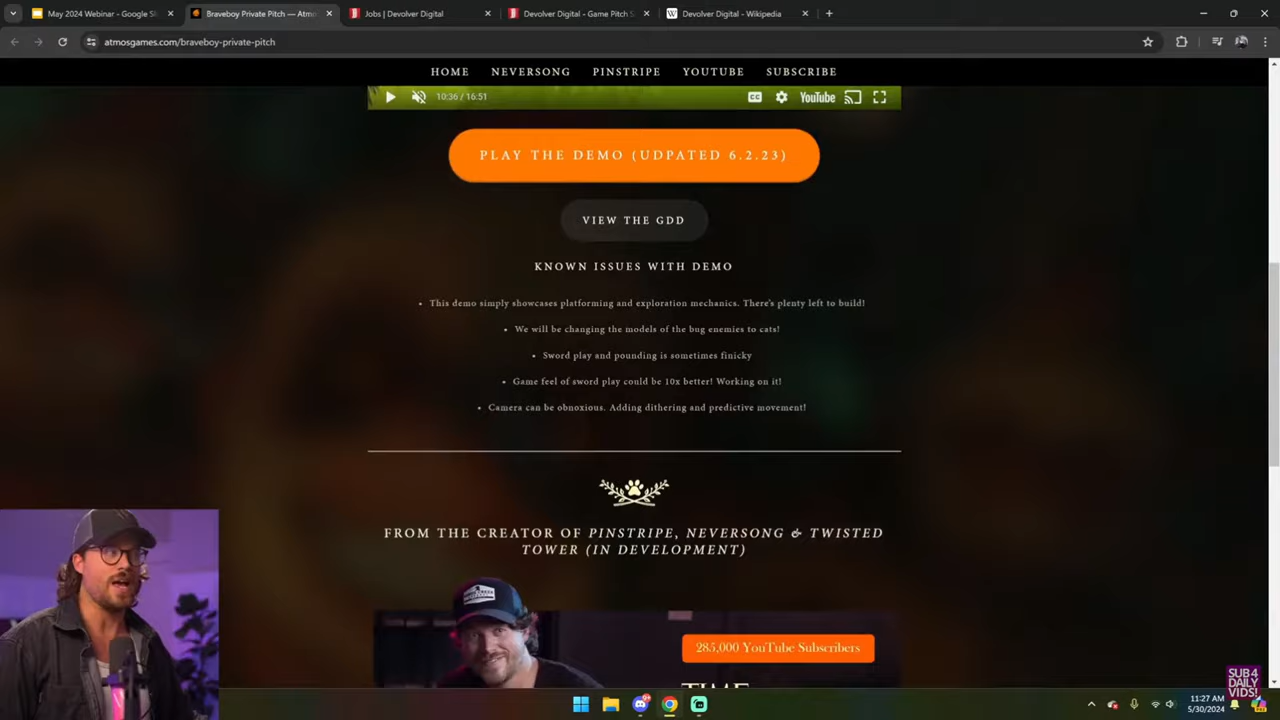 May 2024 Webinar - Google Sl
Braveboy Private Pitch — Atmo
Jobs | Devolver Digital
Devolver Digital - Game Pitch S
Devolver Digital - Wikipedia
atmosgames.com/braveboy-private-pitch
HOME NEVERSONG PINSTRIPE YOUTUBE SUBSCRIBE
10:36 / 16:51
CC
YouTube
PLAY THE DEMO (UDPATED 6.2.23)
VIEW THE GDD
KNOWN ISSUES WITH DEMO
• This demo simply showcases platforming and exploration mechanics. There's plenty left to build!
• We will be changing the models of the bug enemies to cats!
• Sword play and pounding is sometimes finicky
• Game feel of sword play could be 10x better! Working on it!
• Camera can be obnoxious. Adding dithering and predictive movement!
FROM THE CREATOR OF PINSTRIPE, NEVERSONG & TWISTED
TOWER (IN DEVELOPMENT)
285,000 YouTube Subscribers
TIME
SUB 4
DAILY
VIDS!
11:27 AM
5/30/2024